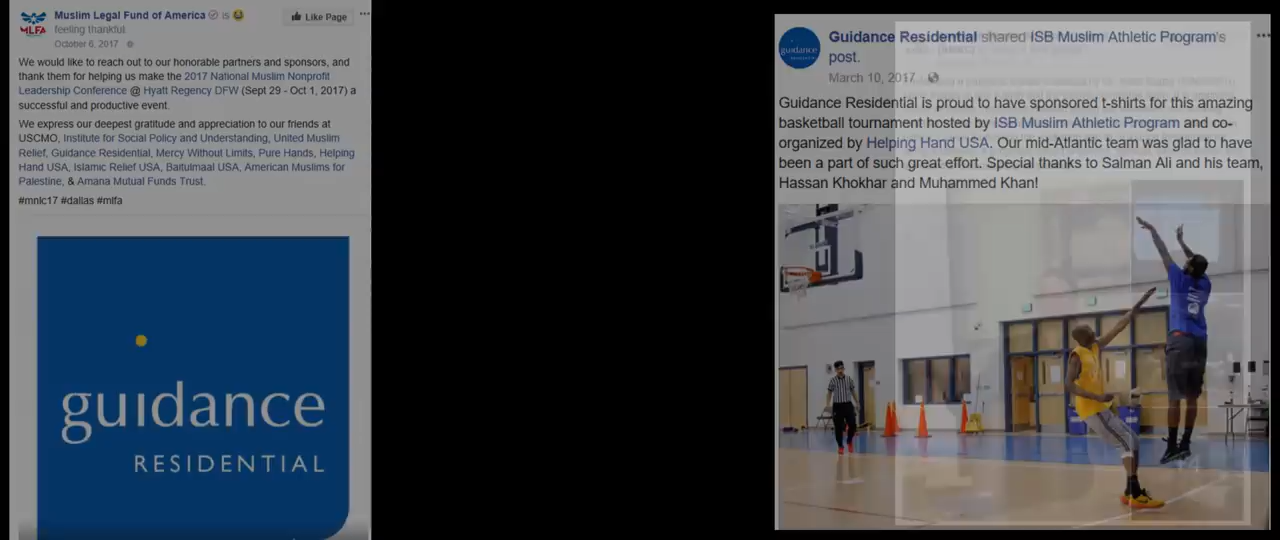 Muslim Legal Fund of America is
feeling thankful
October 6, 2017
Like Page
MLFA
We would like to reach out to our honorable partners and sponsors, and
thank them for helping us make the 2017 National Muslim Nonprofit
Leadership Conference @ Hyatt Regency DFW (Sept 29 - Oct 1, 2017) a
successful and productive event.
We express our deepest gratitude and appreciation to our friends at
USCMO, Institute for Social Policy and Understanding, United Muslim
Relief, Guidance Residential, Mercy Without Limits, Pure Hands, Helping
Hand USA, Islamic Relief USA, Baitulmaal USA, American Muslims for
Palestine, & Amana Mutual Funds Trust.
#mnlc17 #dallas #mlfa
guidance
RESIDENTIAL
guidance
RESIDENTIAL
Guidance Residential shared ISB Muslim Athletic Program's
post.
March 10, 2017
Guidance Residential is proud to have sponsored t-shirts for this amazing
basketball tournament hosted by ISB Muslim Athletic Program and co-
organized by Helping Hand USA. Our mid-Atlantic team was glad to have
been a part of such great effort. Special thanks to Salman Ali and his team,
Hassan Khokhar and Muhammed Khan!